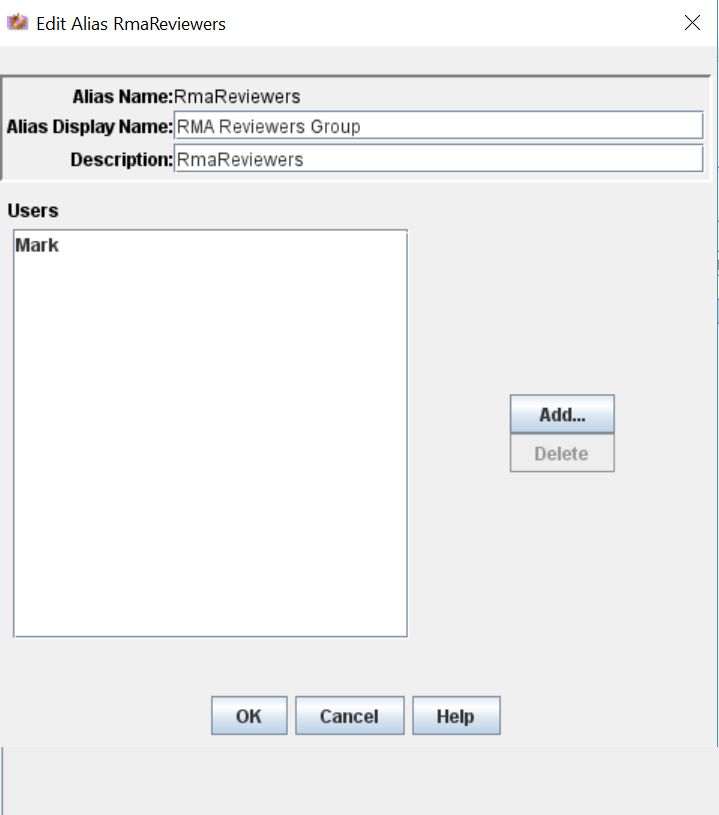 Edit Alias RmaReviewers
Alias Name:RmaReviewers
Alias Display Name:RMA Reviewers Group
Description:RmaReviewers
Users
Mark
Add...
Delete
OK Cancel Help